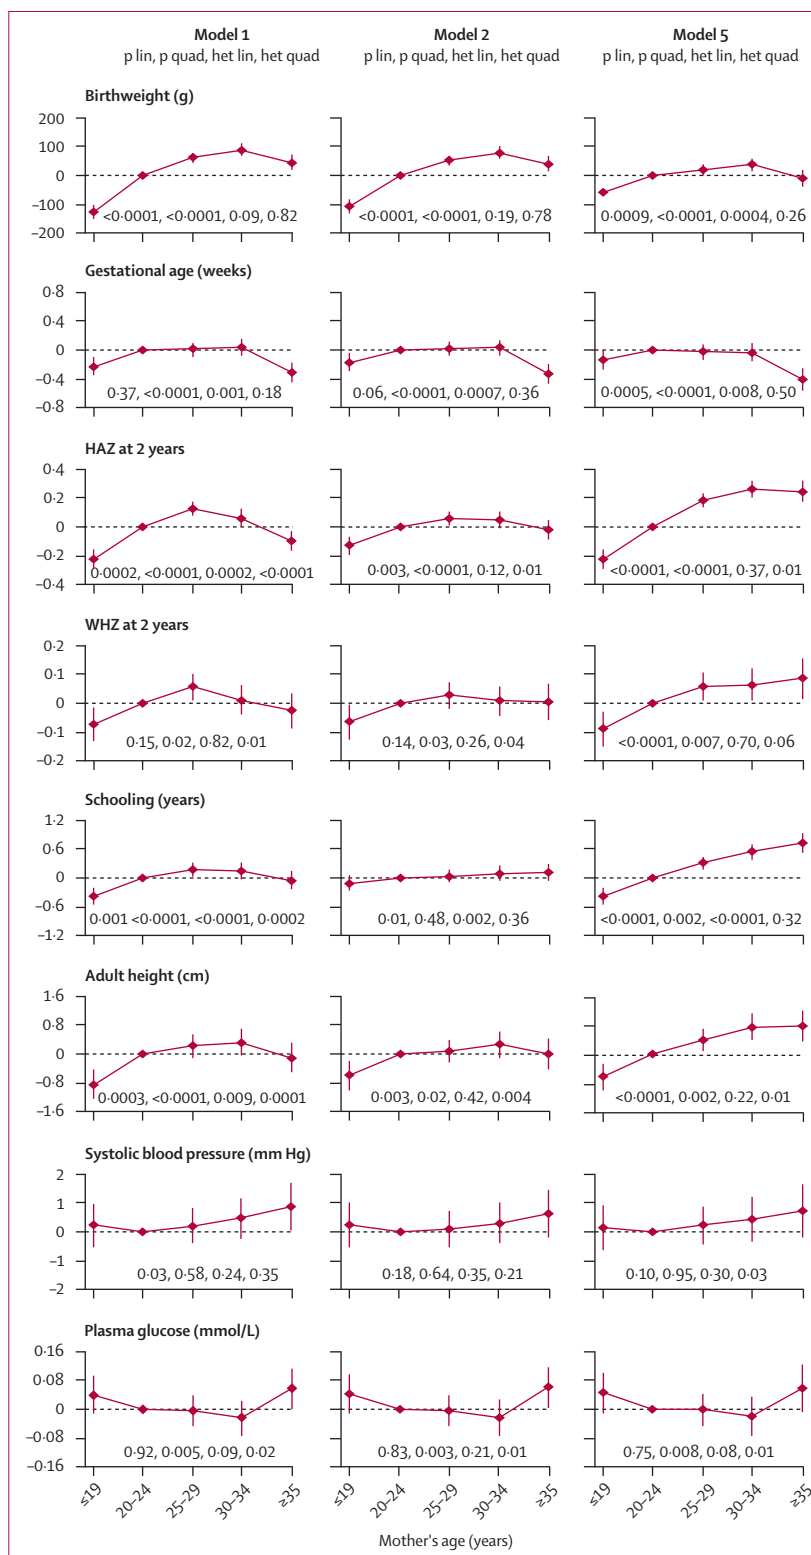 Model 1 Model 2 Model 5
p lin, p quad, het lin, het quad p lin, p quad, het lin, het quad p lin, p quad, het lin, het quad
Birthweight (g)
200
100
0
−100
−200
<0·0001, <0·0001, 0·09, 0·82 <0·0001, <0·0001, 0·19, 0·78 0·0009, <0·0001, 0·0004, 0·26
Gestational age (weeks)
0·8
0·4
0
−0·4
−0·8
0·37, <0·0001, 0·001, 0·18 0·06, <0·0001, 0·0007, 0·36 0·0005, <0·0001, 0·008, 0·50
HAZ at 2 years
0·4
0·2
0
−0·2
−0·4
0·0002, <0·0001, 0·0002, <0·0001 0·003, <0·0001, 0·12, 0·01 <0·0001, <0·0001, 0·37, 0·01
WHZ at 2 years
0·2
0·1
0
−0·1
−0·2
0·15, 0·02, 0·82, 0·01 0·14, 0·03, 0·26, 0·04 <0·0001, 0·007, 0·70, 0·06
Schooling (years)
1·2
0·6
0
−0·6
−1·2
0·001 <0·0001, <0·0001, 0·0002 0·01, 0·48, 0·002, 0·36 <0·0001, 0·002, <0·0001, 0·32
Adult height (cm)
1·6
0·8
0
−0·8
−1·6
0·0003, <0·0001, 0·009, 0·0001 0·003, 0·02, 0·42, 0·004 <0·0001, 0·002, 0·22, 0·01
Systolic blood pressure (mm Hg)
2
1
0
−1
−2
0·03, 0·58, 0·24, 0·35 0·18, 0·64, 0·35, 0·21 0·10, 0·95, 0·30, 0·03
Plasma glucose (mmol/L)
0·16
0·08
0
−0·08
−0·16
0·92, 0·005, 0·09, 0·02 0·83, 0·003, 0·21, 0·01 0·75, 0·008, 0·08, 0·01
≤19 20–24 25–29 30–34 ≥35 ≤19 20–24 25–29 30–34 ≥35 ≤19 20–24 25–29 30–34 ≥35
Mother's age (years)